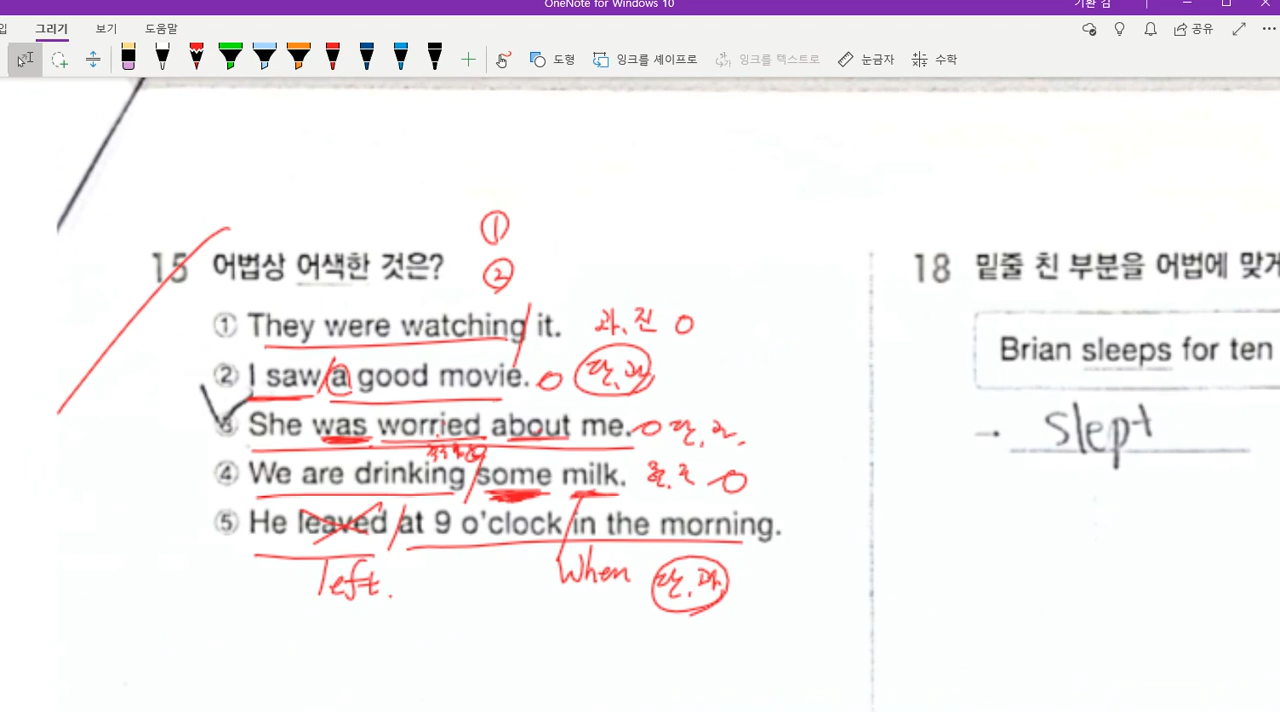 OneNote for Windows 10
기환 김
입 그리기 보기 도움말
공유
도형 잉크를 셰이프로 잉크를 텍스트로 눈금자 수학
①
②
15 어법상 어색한 것은?
① They were watching it. 과, 진 O
② I saw a good movie. O 단, 과
③ She was worried about me. O 단, 과.
④ We are drinking some milk. 현, 진 O
⑤ He leaved at 9 o'clock in the morning.
left. When 단, 과
18 밑줄 친 부분을 어법에 맞게
Brian sleeps for ten
→ slept